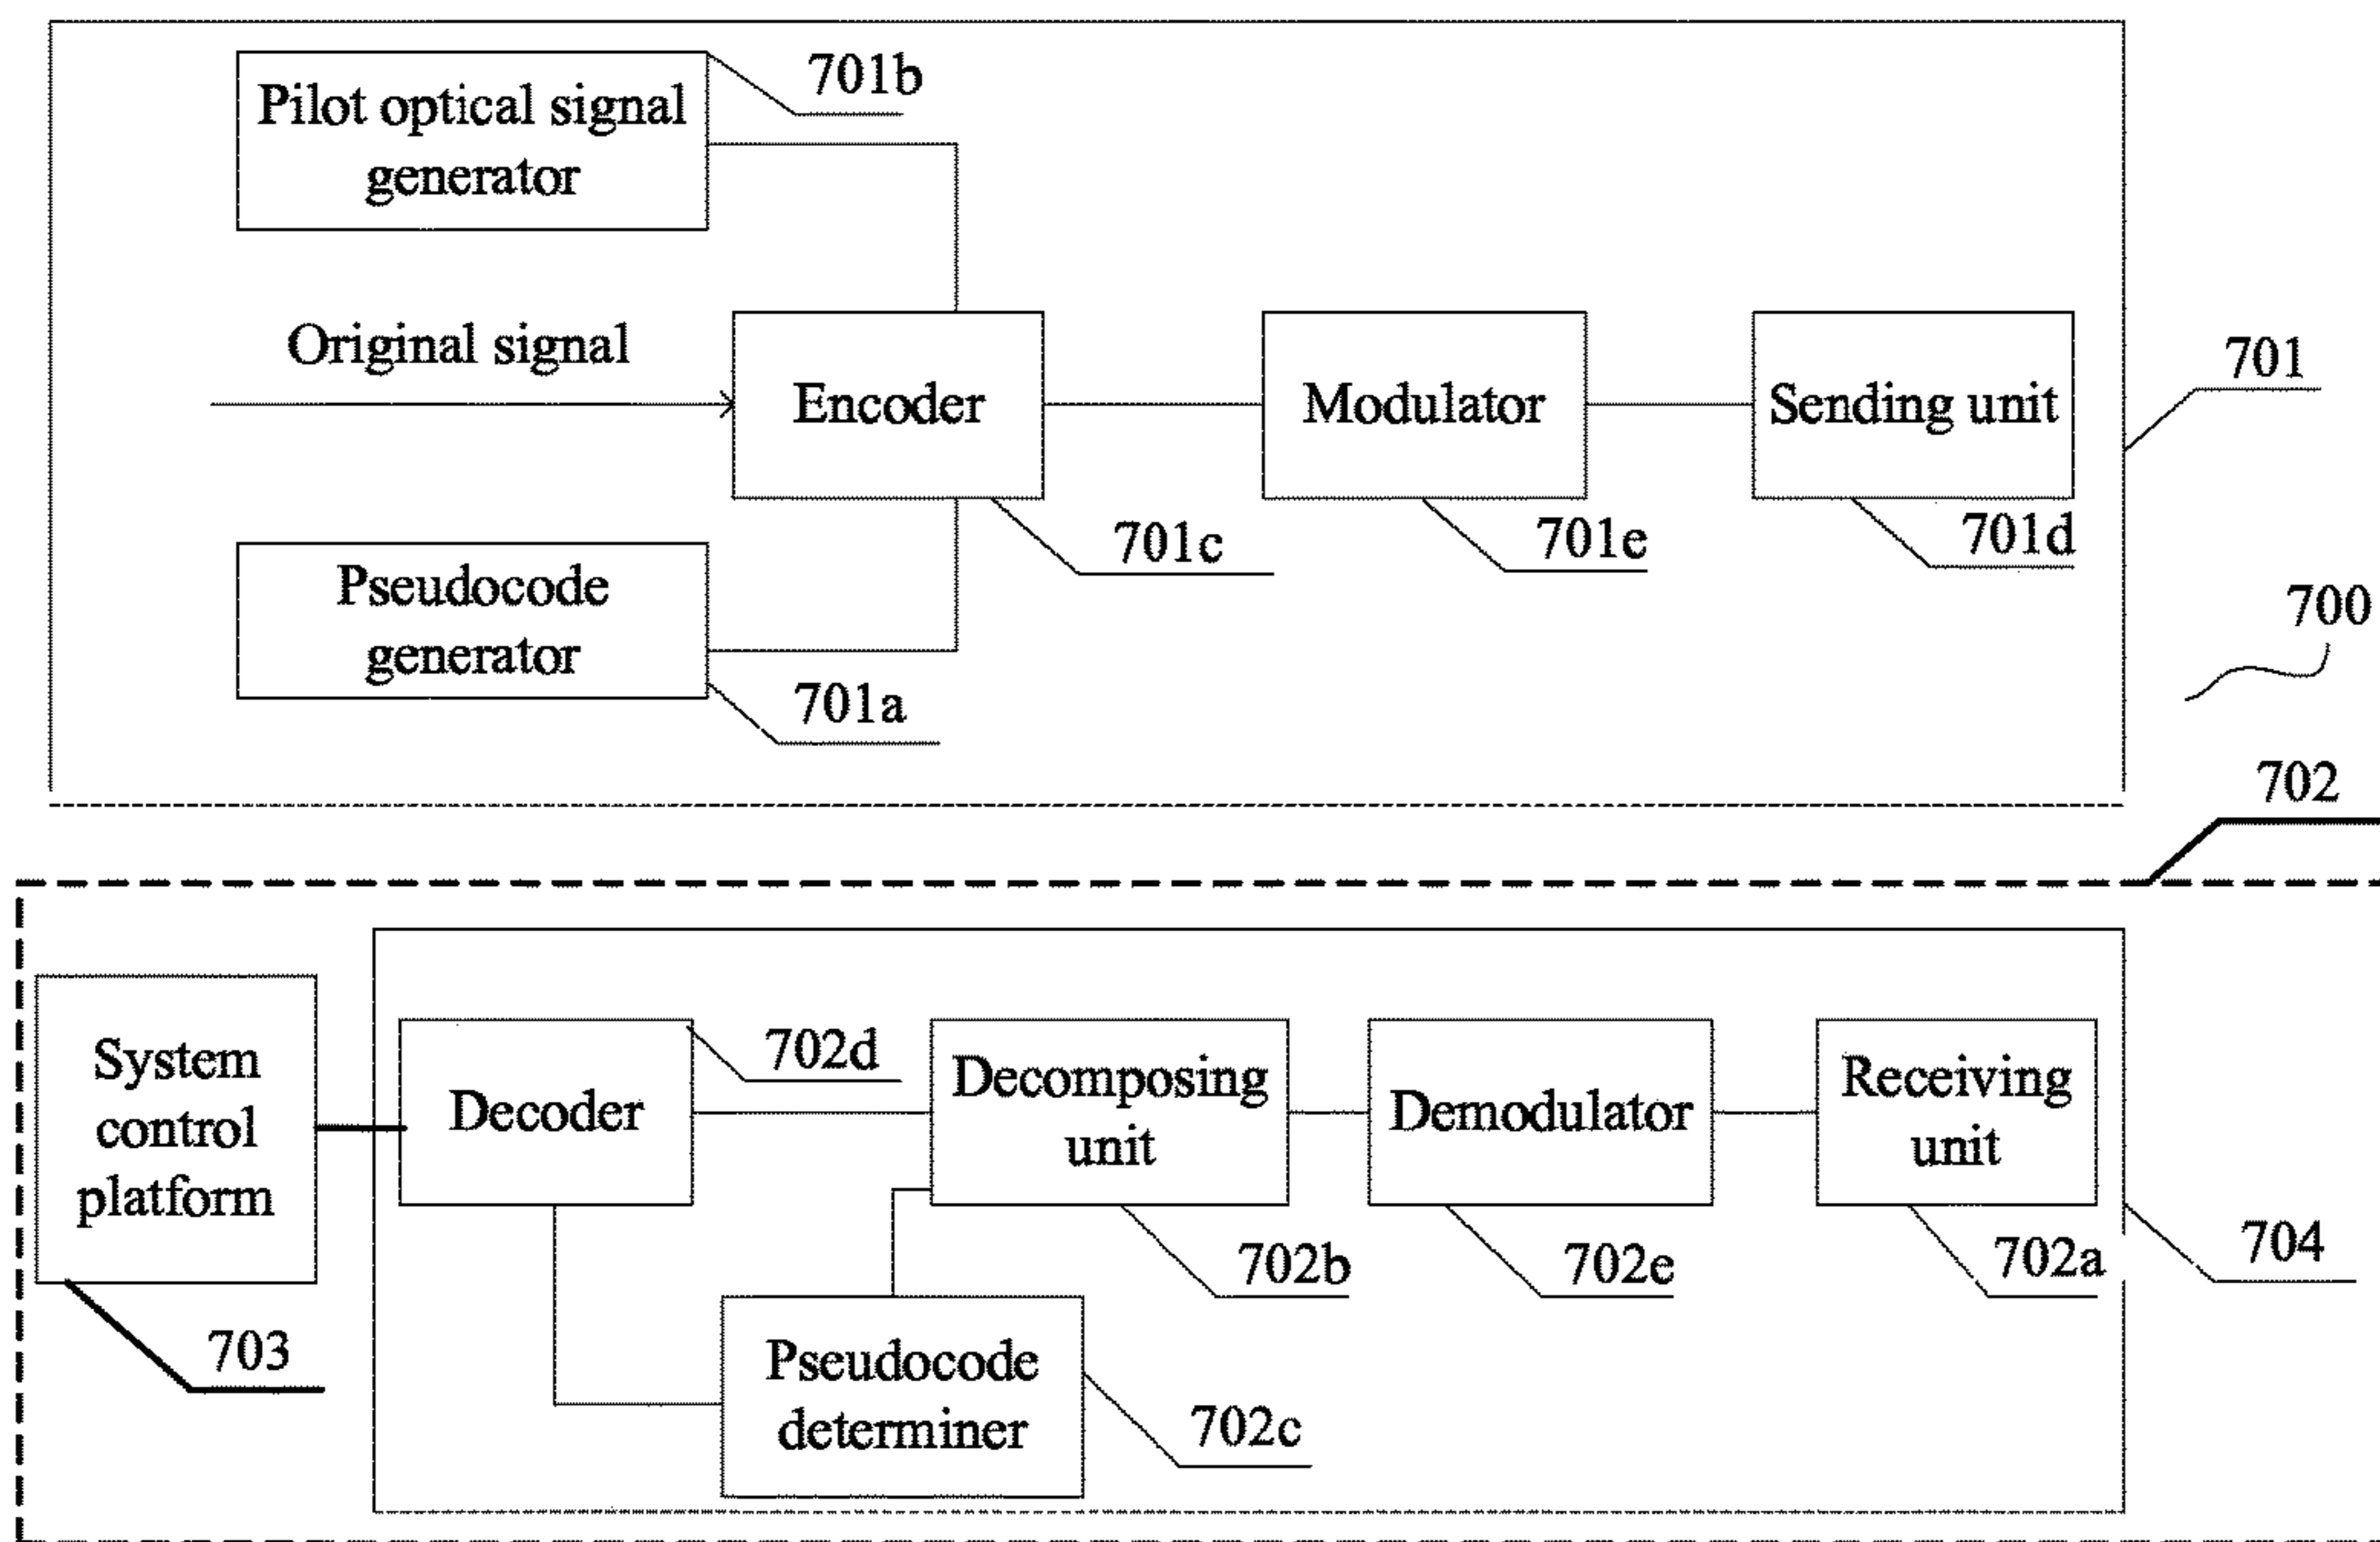 701b
Pilot optical signal
generator
Original signal
Encoder
Modulator
Sending unit
701
701c
701e
701d
Pseudocode
generator
701a
700
702
System
control
platform
Decoder
702d
Decomposing
unit
Demodulator
Receiving
unit
702b
702e
702a
704
703
Pseudocode
determiner
702c